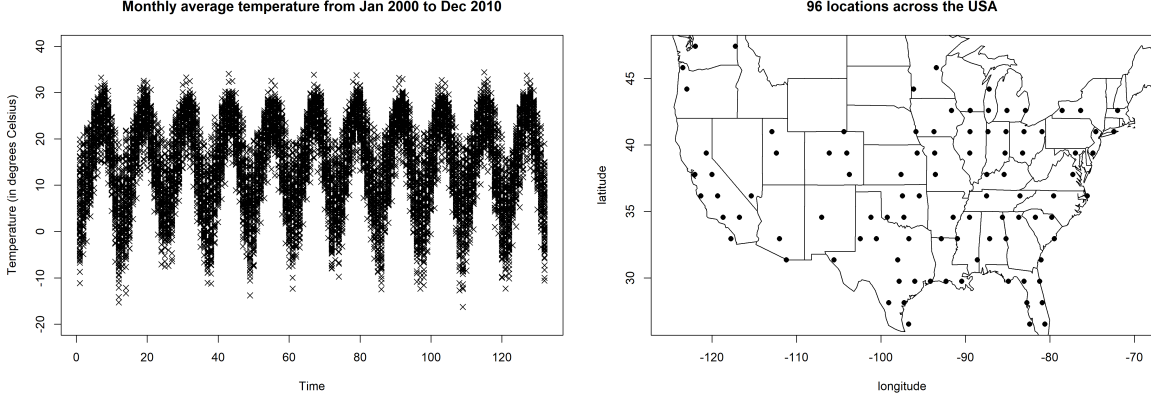 Monthly average temperature from Jan 2000 to Dec 2010
Temperature (in degrees Celsius)
40
30
20
10
0
-10
-20
0 20 40 60 80 100 120
Time
96 locations across the USA
latitude
45
40
35
30
-120 -110 -100 -90 -80 -70
longitude